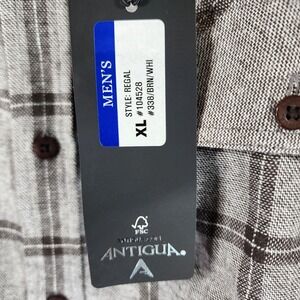 MEN'S
STYLE: REGAL
XL #104528
#338/BRN/WHI
FSC
ANTIGUA